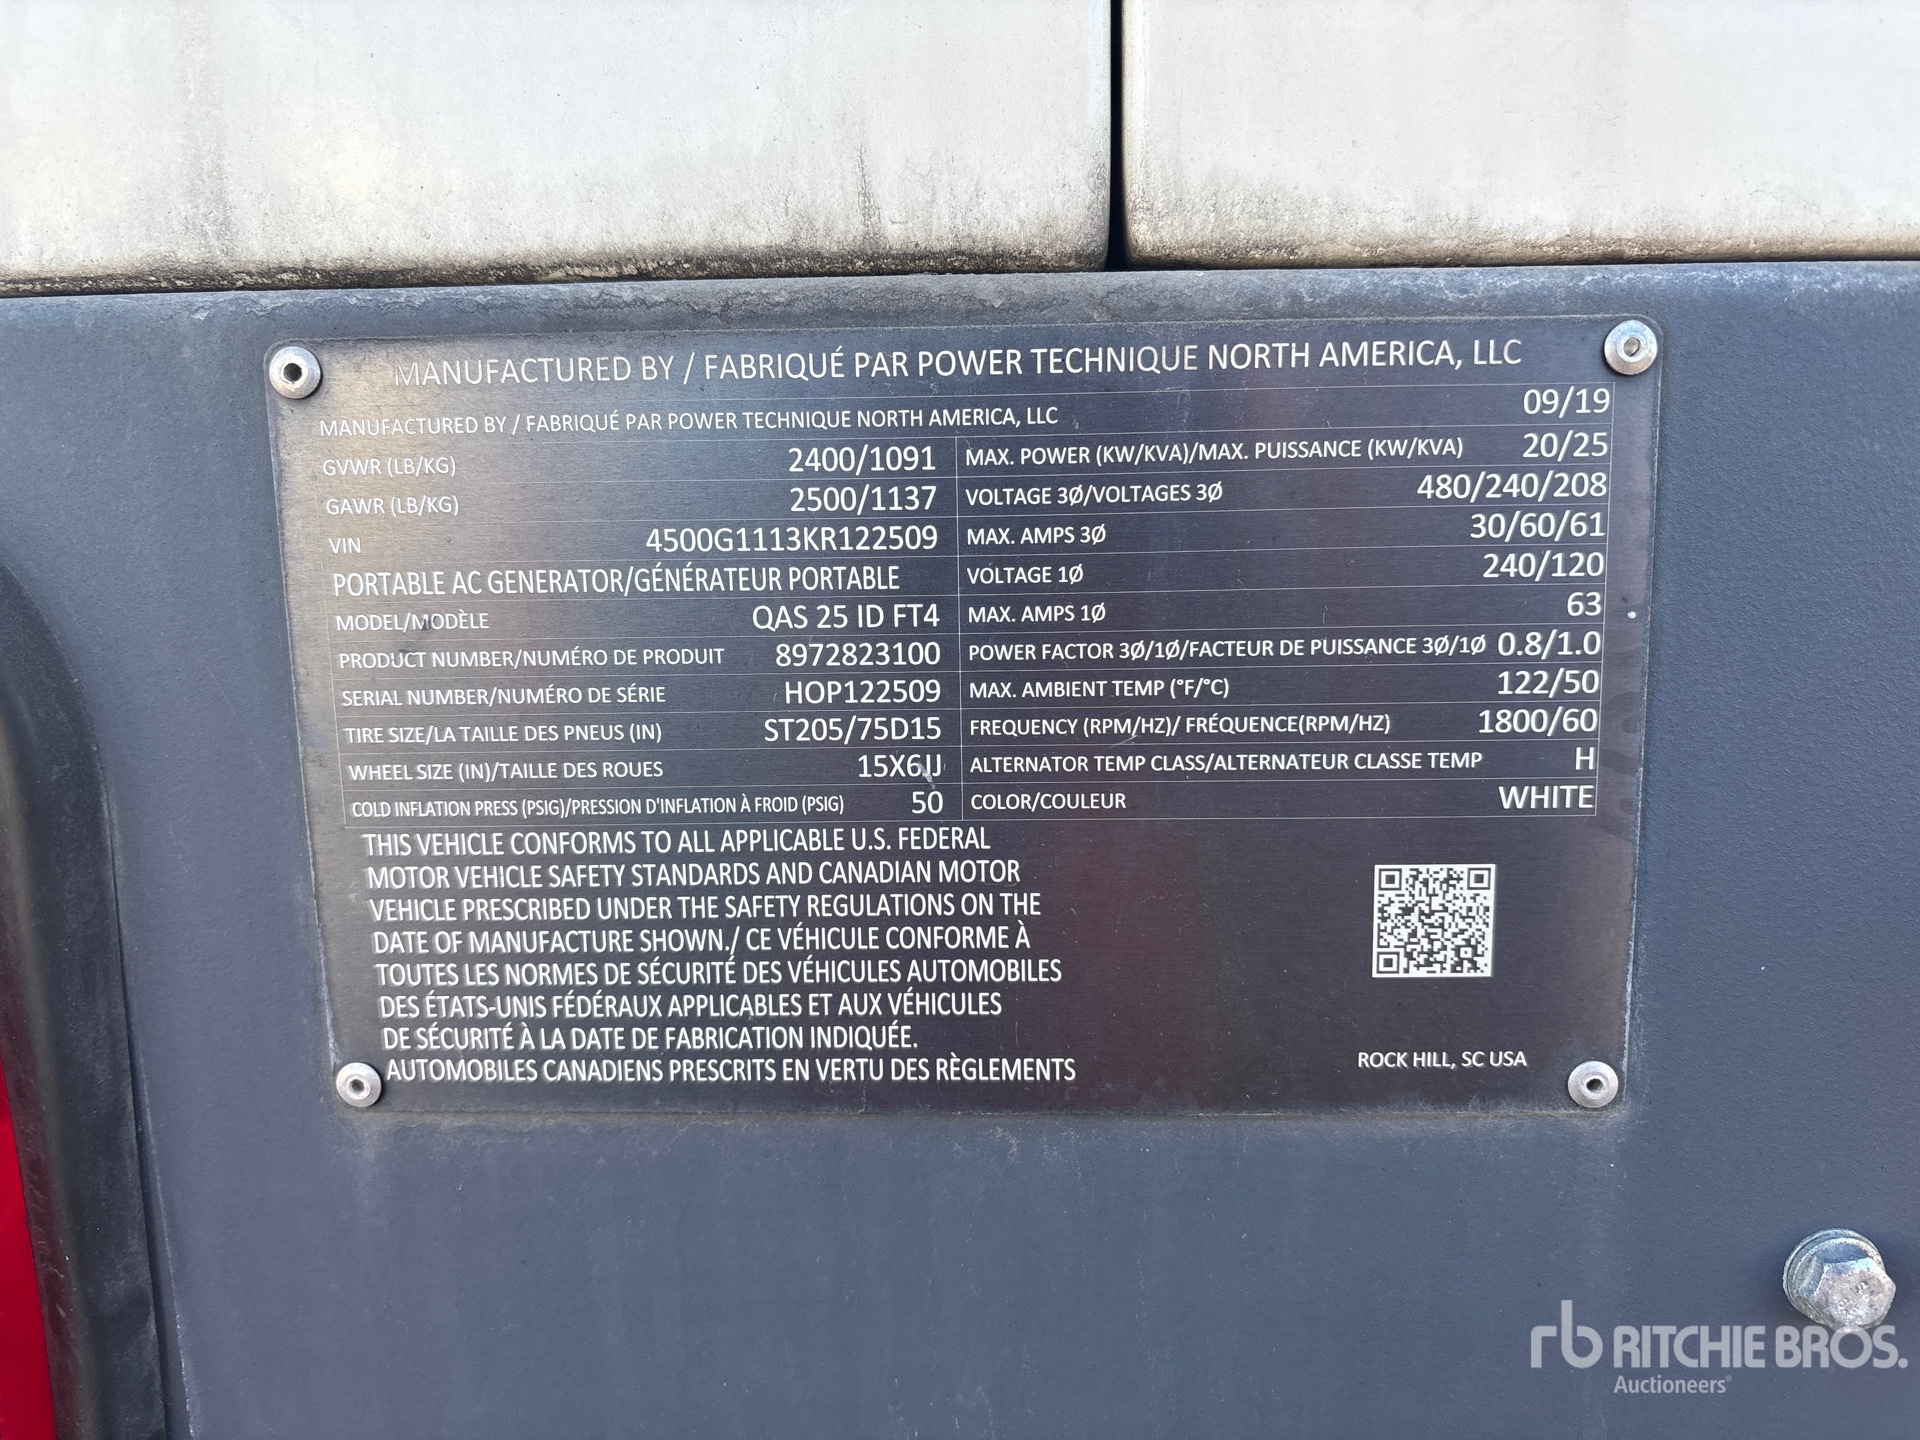 MANUFACTURED BY / FABRIQUÉ PAR POWER TECHNIQUE NORTH AMERICA, LLC
MANUFACTURED BY / FABRIQUÉ PAR POWER TECHNIQUE NORTH AMERICA, LLC 09/19
GVWR (LB/KG) 2400/1091 MAX. POWER (KW/KVA)/MAX. PUISSANCE (KW/KVA) 20/25
GAWR (LB/KG) 2500/1137 VOLTAGE 3Ø/VOLTAGES 3Ø 480/240/208
VIN 4500G1113KR122509 MAX. AMPS 3Ø 30/60/61
PORTABLE AC GENERATOR/GÉNÉRATEUR PORTABLE VOLTAGE 1Ø 240/120
MODEL/MODÈLE QAS 25 ID FT4 MAX. AMPS 1Ø 63
PRODUCT NUMBER/NUMÉRO DE PRODUIT 8972823100 POWER FACTOR 3Ø/1Ø/FACTEUR DE PUISSANCE 3Ø/1Ø 0.8/1.0
SERIAL NUMBER/NUMÉRO DE SÉRIE HOP122509 MAX. AMBIENT TEMP (°F/°C) 122/50
TIRE SIZE/LA TAILLE DES PNEUS (IN) ST205/75D15 FREQUENCY (RPM/HZ)/ FRÉQUENCE(RPM/HZ) 1800/60
WHEEL SIZE (IN)/TAILLE DES ROUES 15X6JJ ALTERNATOR TEMP CLASS/ALTERNATEUR CLASSE TEMP H
COLD INFLATION PRESS (PSIG)/PRESSION D'INFLATION À FROID (PSIG) 50 COLOR/COULEUR WHITE
THIS VEHICLE CONFORMS TO ALL APPLICABLE U.S. FEDERAL
MOTOR VEHICLE SAFETY STANDARDS AND CANADIAN MOTOR
VEHICLE PRESCRIBED UNDER THE SAFETY REGULATIONS ON THE
DATE OF MANUFACTURE SHOWN./ CE VÉHICULE CONFORME À
TOUTES LES NORMES DE SÉCURITÉ DES VÉHICULES AUTOMOBILES
DES ÉTATS-UNIS FÉDÉRAUX APPLICABLES ET AUX VÉHICULES
DE SÉCURITÉ À LA DATE DE FABRICATION INDIQUÉE.
AUTOMOBILES CANADIENS PRESCRITS EN VERTU DES RÈGLEMENTS
ROCK HILL, SC USA
rb RITCHIE BROS.
Auctioneers